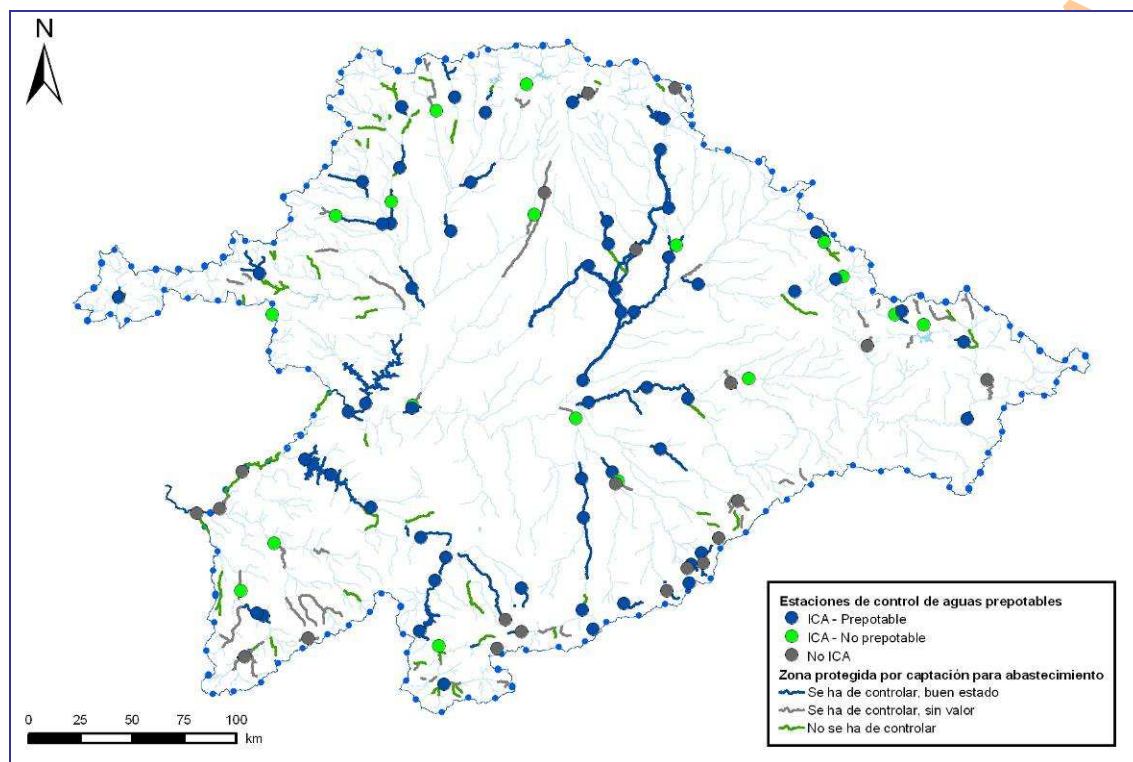 N
Estaciones de control de aguas prepotables
ICA - Prepotable
ICA - No prepotable
No ICA
Zona protegida por captación para abastecimiento
Se ha de controlar, buen estado
Se ha de controlar, sin valor
No se ha de controlar
0 25 50 75 100
km